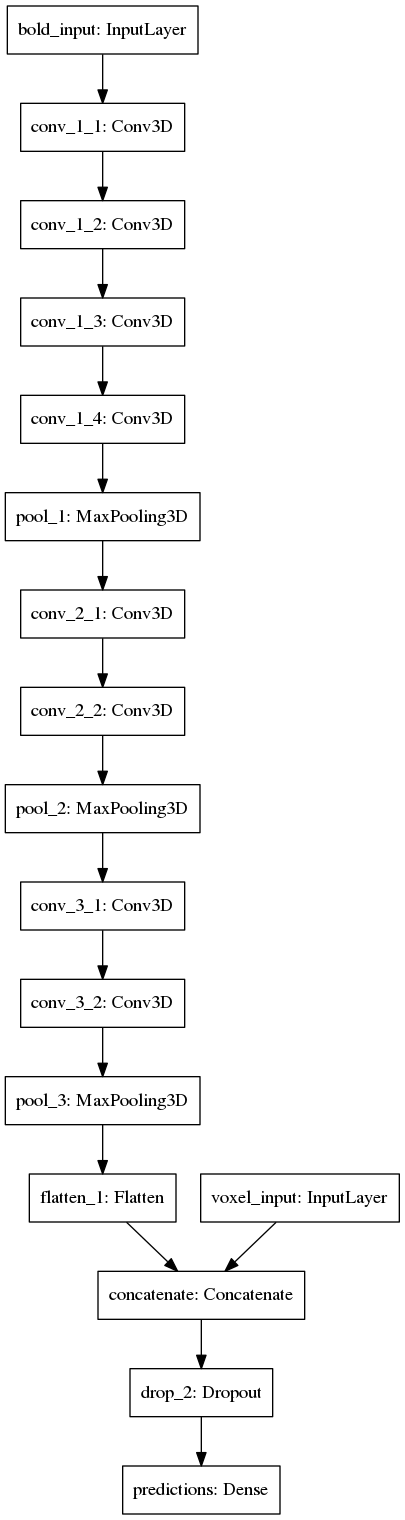 bold_input: InputLayer
conv_1_1: Conv3D
conv_1_2: Conv3D
conv_1_3: Conv3D
conv_1_4: Conv3D
pool_1: MaxPooling3D
conv_2_1: Conv3D
conv_2_2: Conv3D
pool_2: MaxPooling3D
conv_3_1: Conv3D
conv_3_2: Conv3D
pool_3: MaxPooling3D
flatten_1: Flatten
voxel_input: InputLayer
concatenate: Concatenate
drop_2: Dropout
predictions: Dense